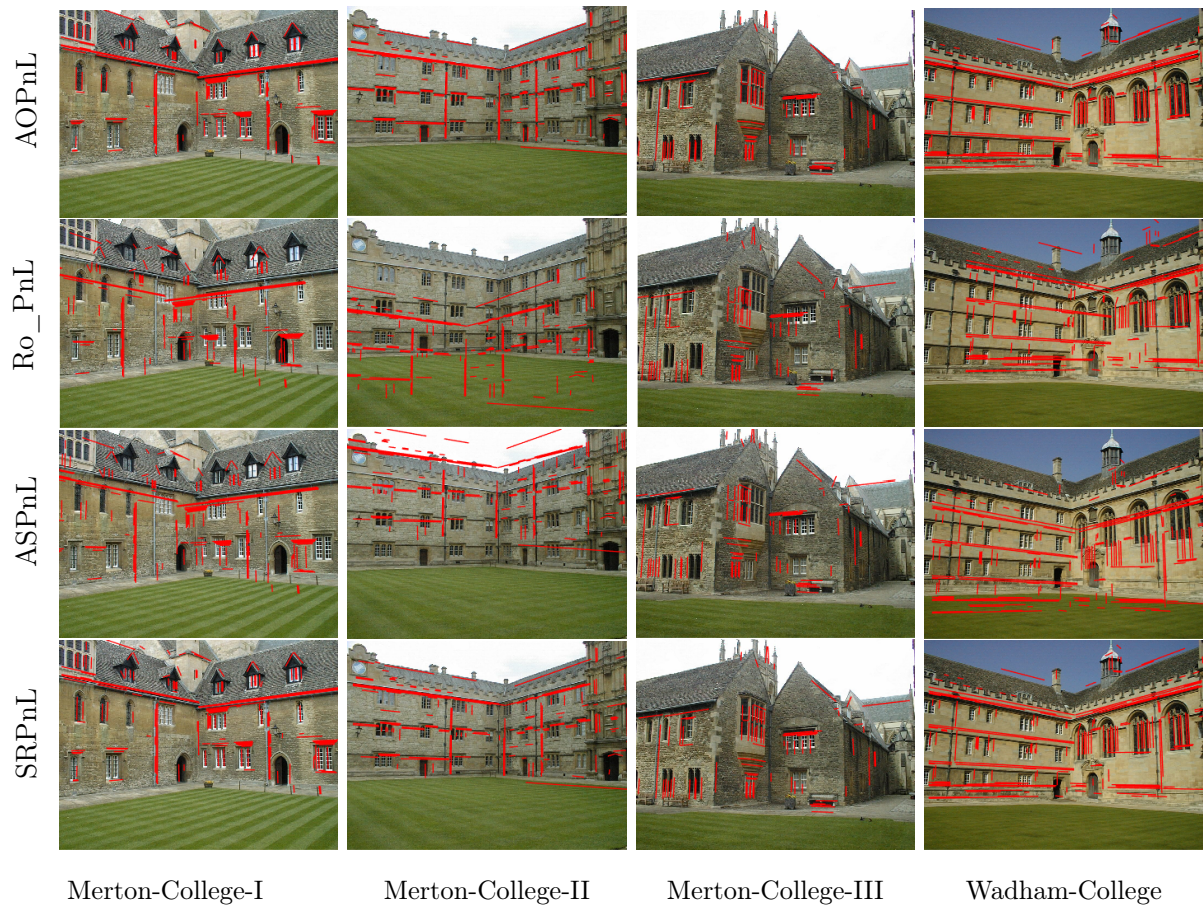 AOPnL
Ro_PnL
ASPnL
SRPnL
Merton-College-I
Merton-College-II
Merton-College-III
Wadham-College